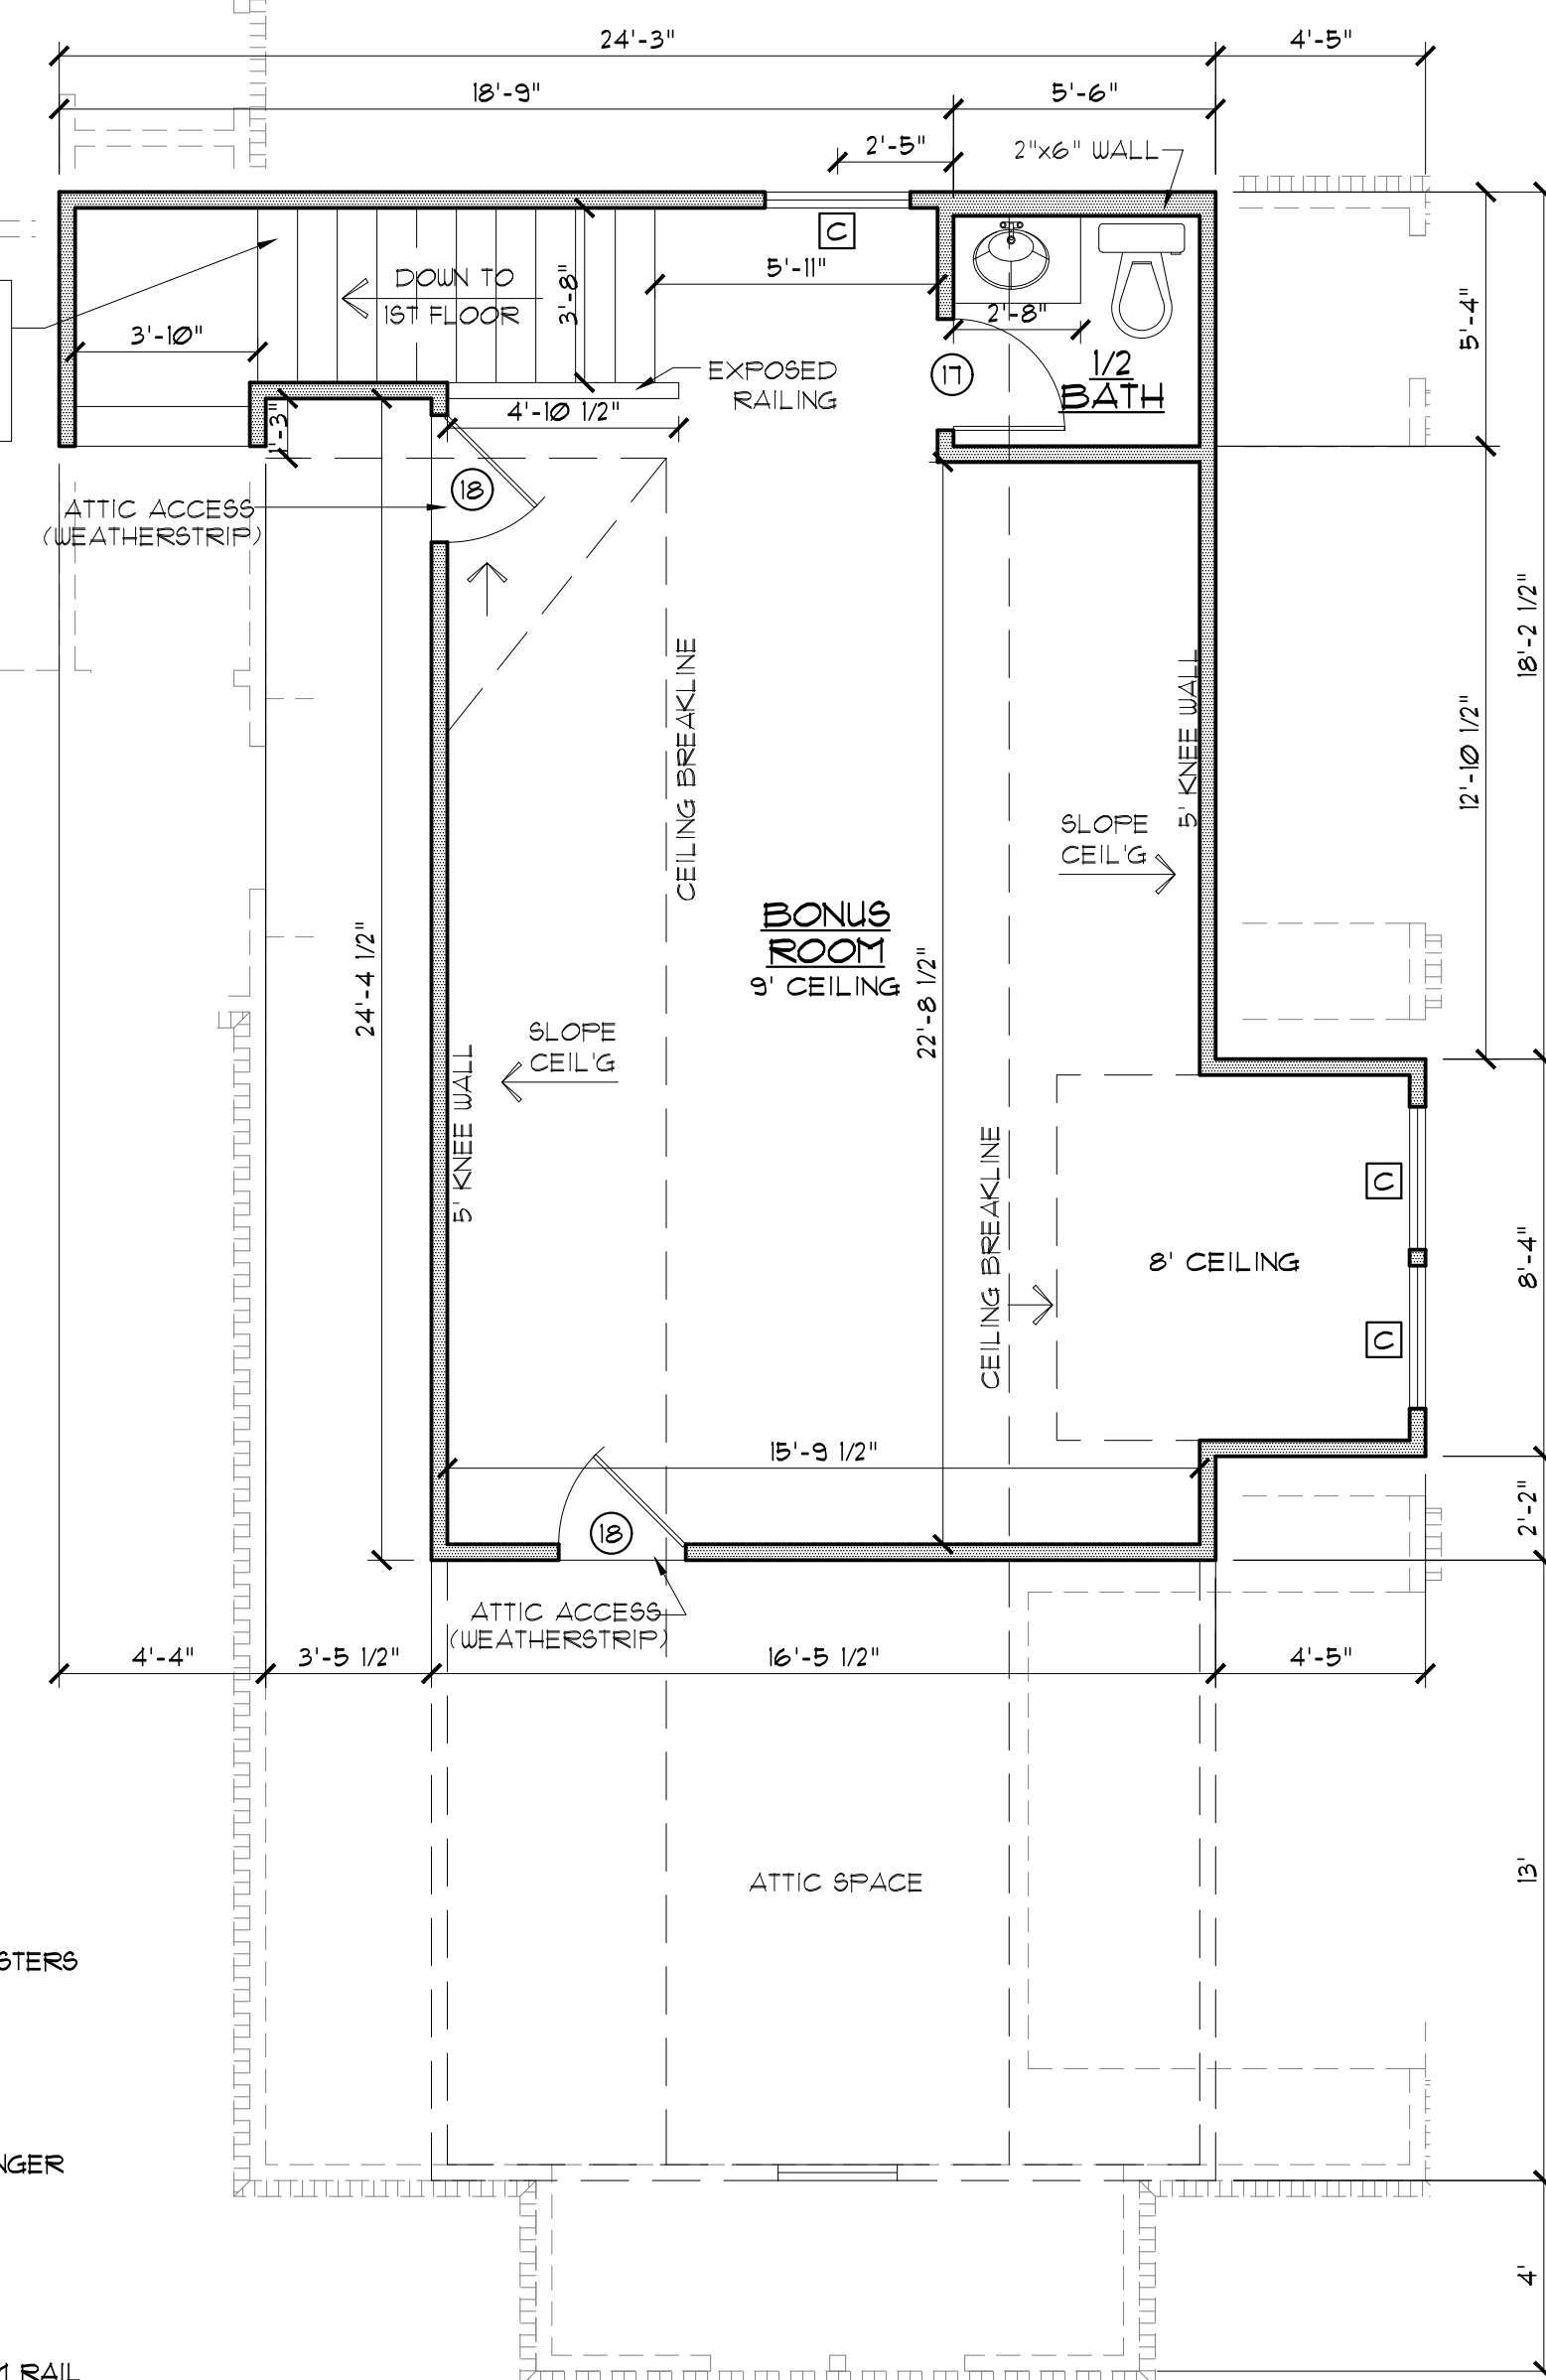 24'-3"
4'-5"
18'-9"
5'-6"
2'-5"
2"x6" WALL
C
DOWN TO
1ST FLOOR
3'-8"
5'-11"
2'-8"
3'-10"
5'-4"
1/2
BATH
17
EXPOSED
RAILING
4'-10 1/2"
1'-3"
18
ATTIC ACCESS
(WEATHERSTRIP)
18'-2 1/2"
CEILING BREAKLINE
5' KNEE WALL
12'-10 1/2"
SLOPE
CEIL'G
BONUS
ROOM
9' CEILING
24'-4 1/2"
22'-8 1/2"
SLOPE
CEIL'G
5' KNEE WALL
CEILING BREAKLINE
C
8' CEILING
8'-4"
C
15'-9 1/2"
18
2'-2"
ATTIC ACCESS
(WEATHERSTRIP)
4'-4"
3'-5 1/2"
16'-5 1/2"
4'-5"
ATTIC SPACE
13'
STERS
NGER
4'
RAIL